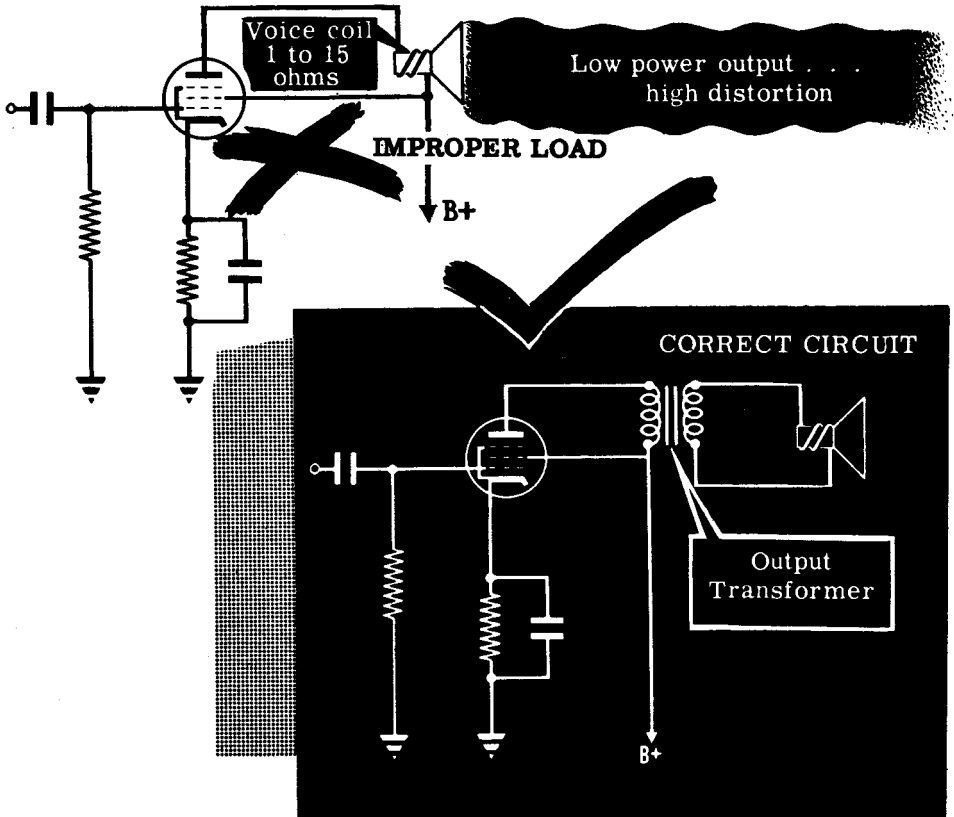 Voice coil
1 to 15
ohms
Low power output . . .
high distortion
IMPROPER LOAD
B+
CORRECT CIRCUIT
Output
Transformer
B+